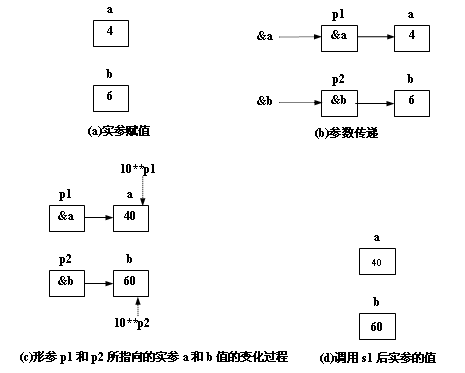 a
4
b
6
(a)实参赋值
p1 a
&a &a 4
p2 b
&b &b 6
(b)参数传递
10**p1
p1 a
&a 40
p2 b
&b 60
10**p2
(c)形参 p1 和 p2 所指向的实参 a 和 b 值的变化过程
a
40
b
60
(d)调用 s1 后实参的值